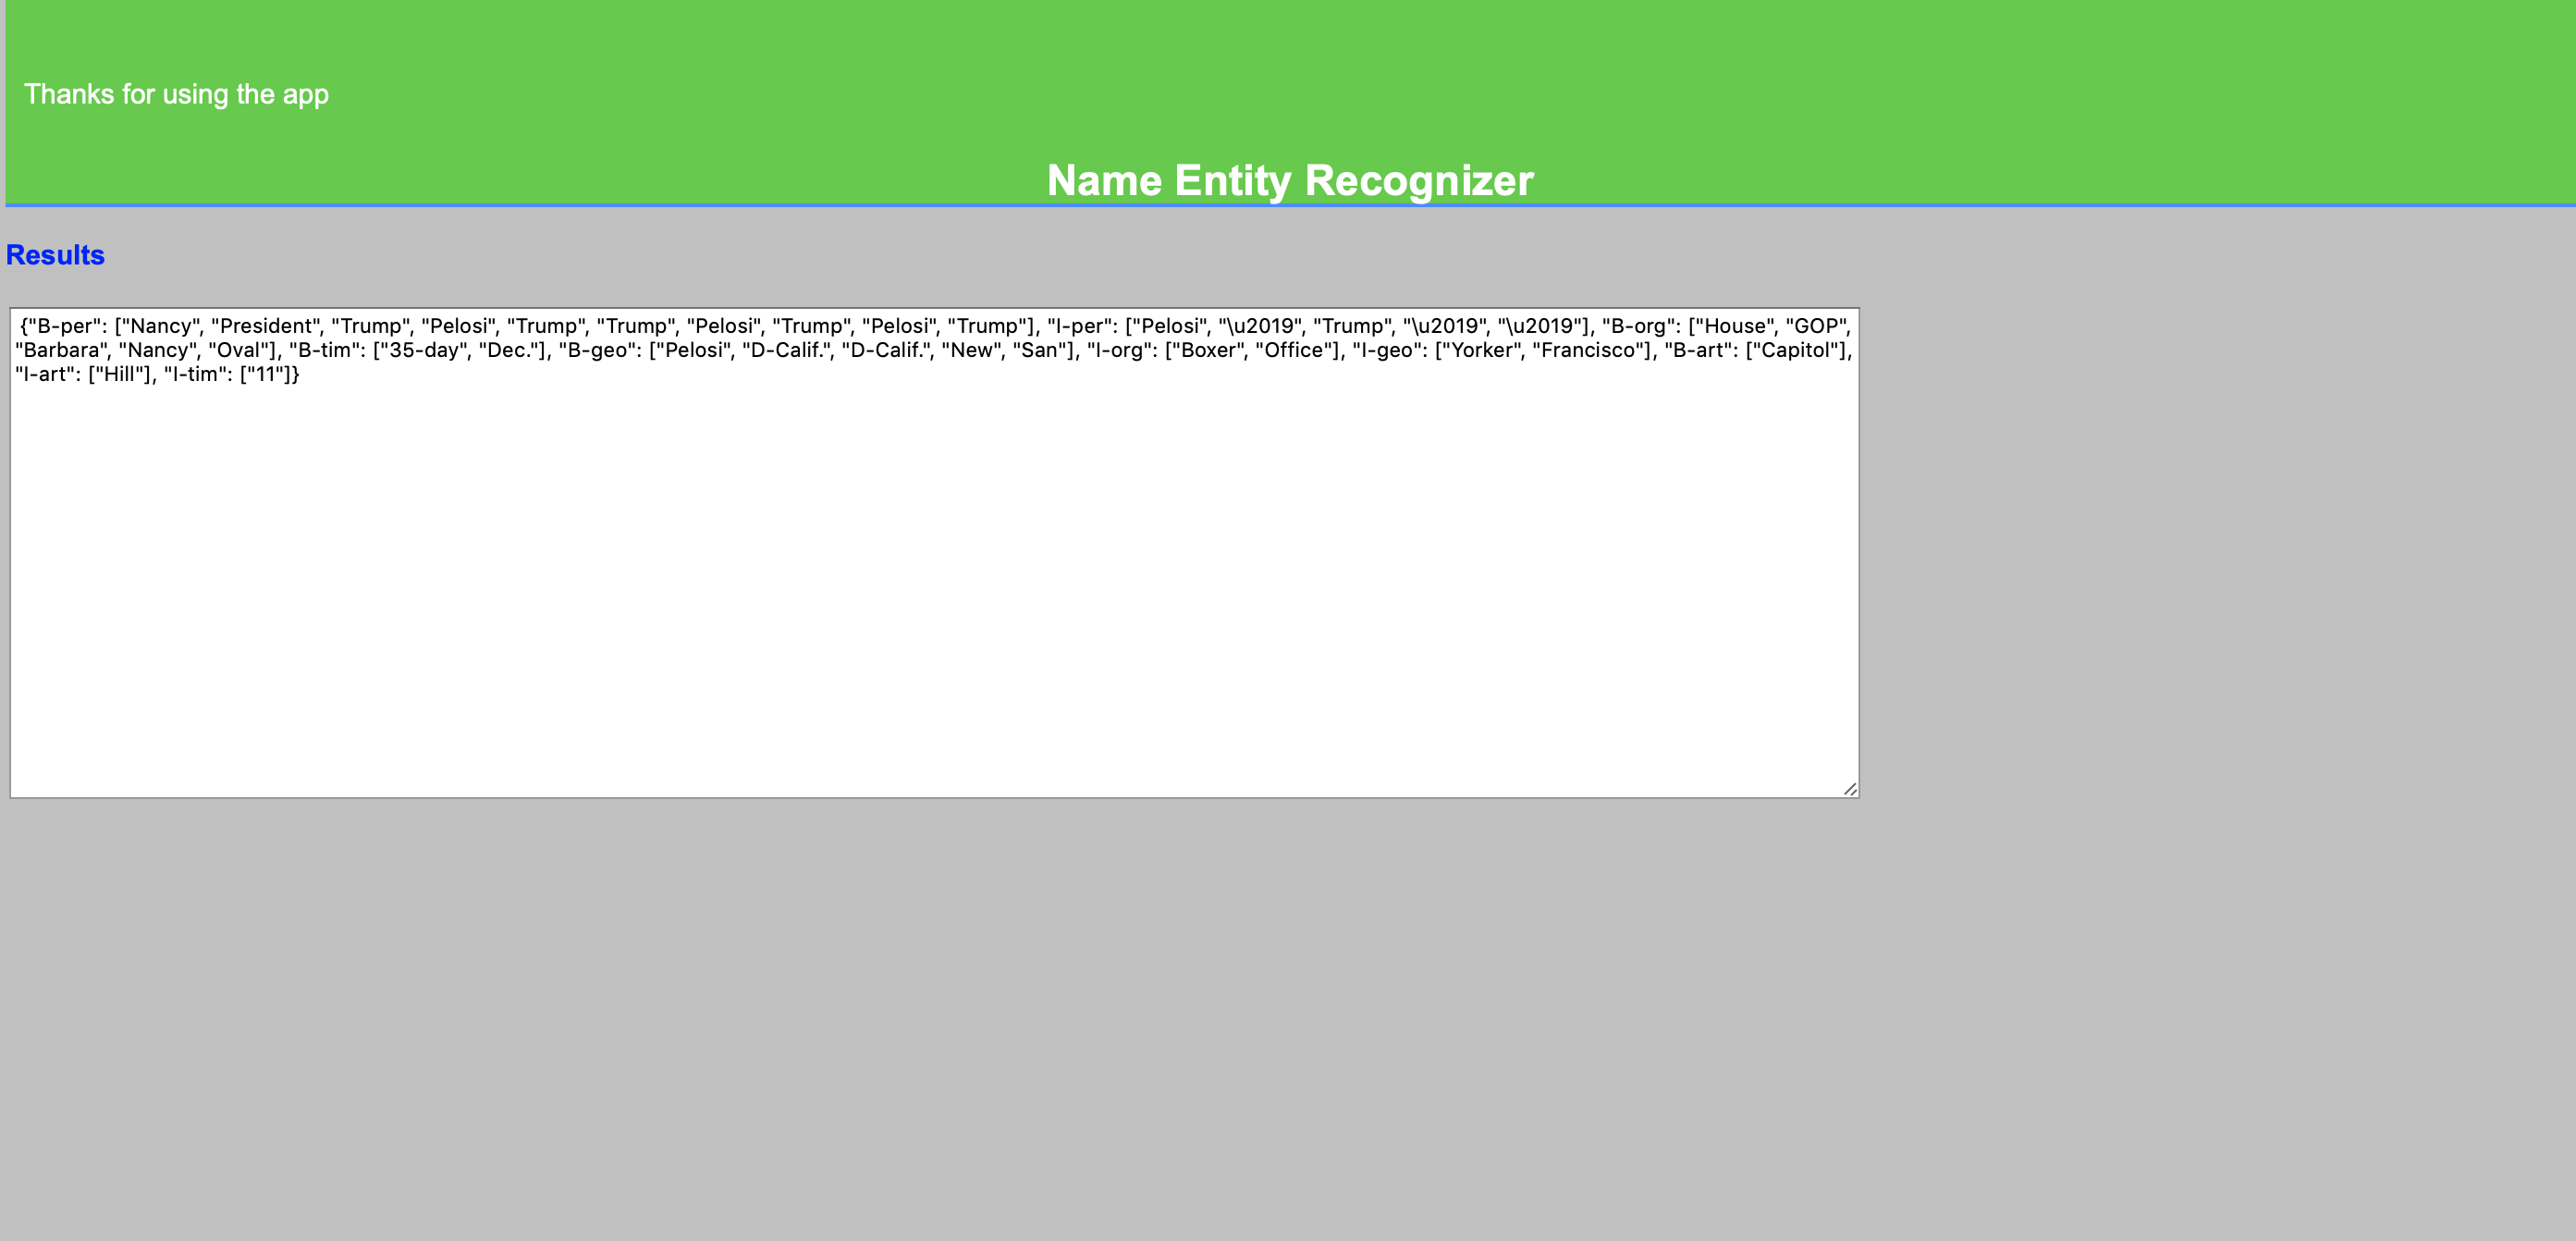 Thanks for using the app
Name Entity Recognizer
Results
{"B-per": ["Nancy", "President", "Trump", "Pelosi", "Trump", "Trump", "Pelosi", "Trump", "Pelosi", "Trump"], "I-per": ["Pelosi", "\u2019", "Trump", "\u2019", "\u2019"], "B-org": ["House", "GOP",
"Barbara", "Nancy", "Oval"], "B-tim": ["35-day", "Dec."], "B-geo": ["Pelosi", "D-Calif.", "D-Calif.", "New", "San"], "I-org": ["Boxer", "Office"], "I-geo": ["Yorker", "Francisco"], "B-art": ["Capitol"],
"I-art": ["Hill"], "I-tim": ["11"]}